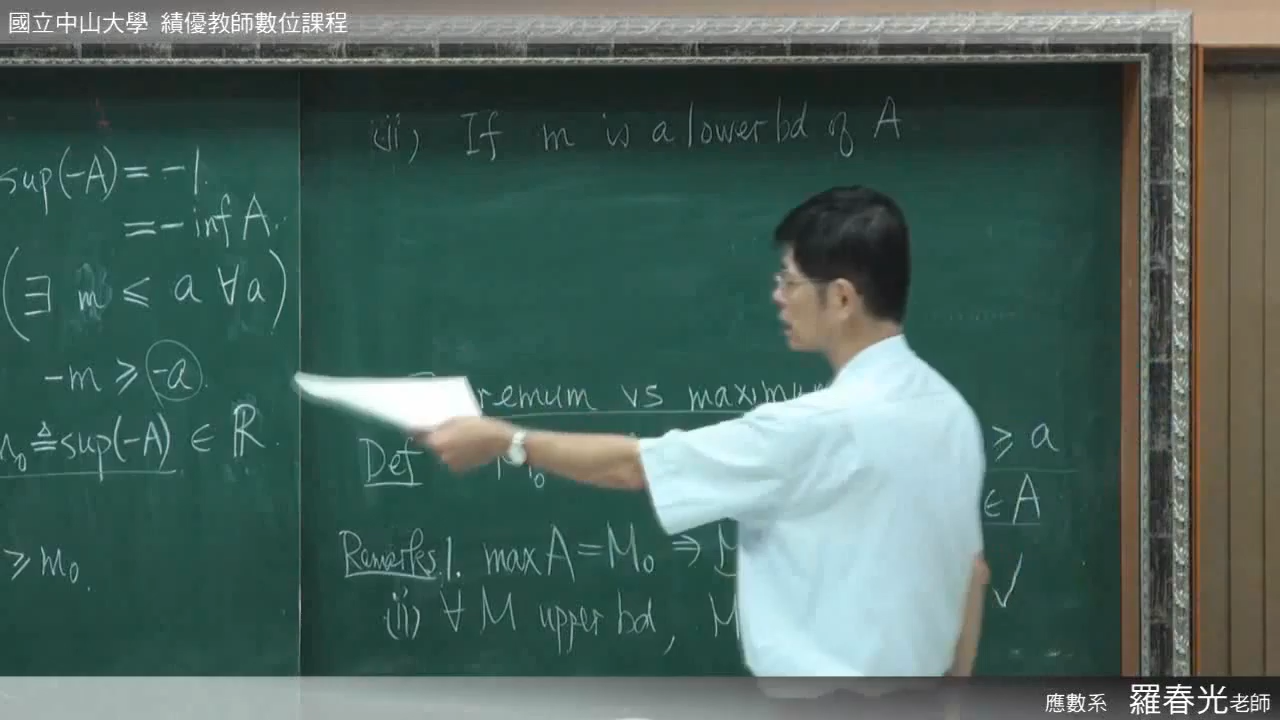 國立中山大學 績優教師數位課程
sup(-A) = -1.
= - inf A.
(∃ m ≤ a ∀a)
-m ≥ -a.
≜ sup(-A) ∈ ℝ.
≥ m₀.
(ii) If m is a lower bd of A
vs
Def M₀ ≥ a
∈ A
Remarks 1. max A = M₀ ⇒
(ii) ∀ M upper bd, M ✓
應數系 羅春光老師